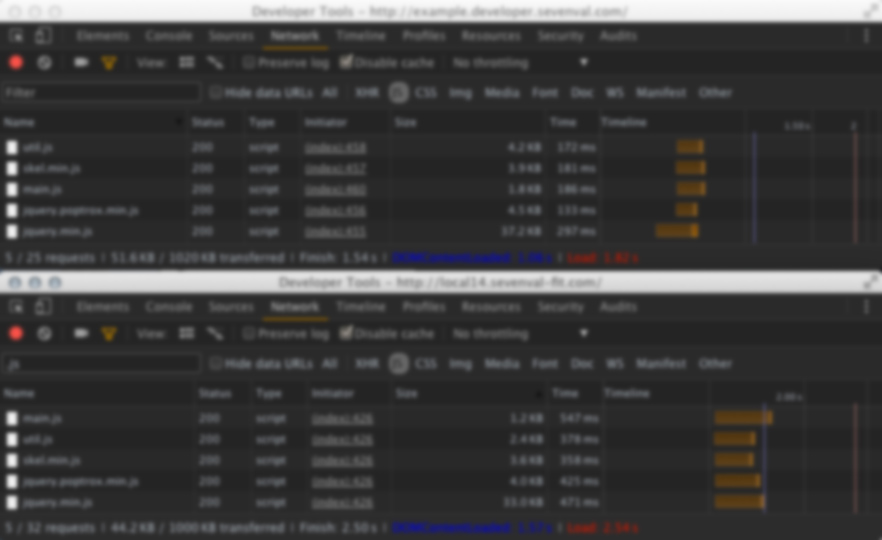 Developer Tools – http://example.developer.sevenval.com/
Elements Console Sources Network Timeline Profiles Resources Security Audits
View: Preserve log Disable cache No throttling
Filter Hide data URLs All XHR CSS Img Media Font Doc WS Manifest Other
Name Status Type Initiator Size Time Timeline
1.50 s 2
util.js 200 script (index):458 4.2 KB 172 ms
skel.min.js 200 script (index):457 3.9 KB 181 ms
main.js 200 script (index):460 1.8 KB 186 ms
jquery.poptrox.min.js 200 script (index):456 4.5 KB 133 ms
jquery.min.js 200 script (index):455 37.2 KB 297 ms
5 / 25 requests | 51.6 KB / 1020 KB transferred | Finish: 1.54 s | DOMContentLoaded: | Load: 1.82 s
Developer Tools – http://local14.sevenval-fit.com/
Elements Console Sources Network Timeline Profiles Resources Security Audits
View: Preserve log Disable cache No throttling
.js Hide data URLs All XHR CSS Img Media Font Doc WS Manifest Other
Name Status Type Initiator Size Time Timeline
2.00 s
main.js 200 script (index):426 1.2 KB 547 ms
util.js 200 script (index):426 2.4 KB 378 ms
skel.min.js 200 script (index):426 3.6 KB 358 ms
jquery.poptrox.min.js 200 script (index):426 4.0 KB 425 ms
jquery.min.js 200 script (index):426 33.0 KB 471 ms
5 / 32 requests | 44.2 KB / 1000 KB transferred | Finish: 2.50 s | DOMContentLoaded: | Load: